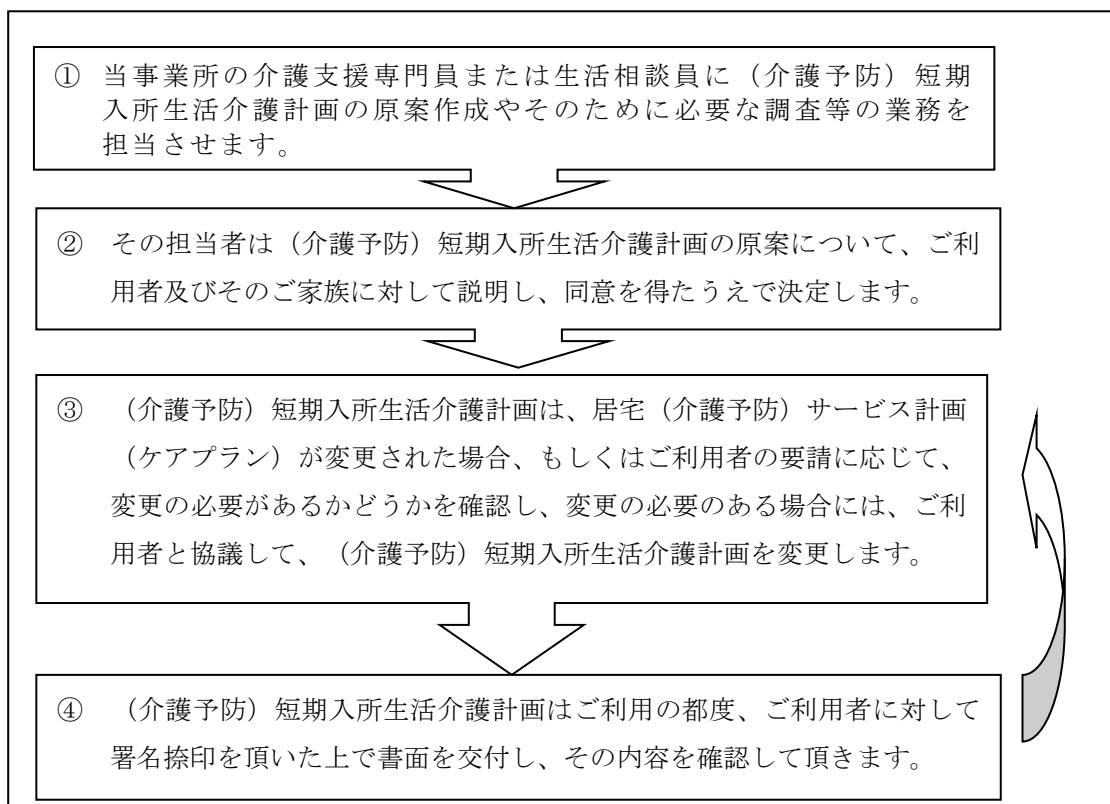 ① 当事業所の介護支援専門員または生活相談員に（介護予防）短期
入所生活介護計画の原案作成やそのために必要な調査等の業務を
担当させます。
② その担当者は（介護予防）短期入所生活介護計画の原案について、ご利
用者及びそのご家族に対して説明し、同意を得たうえで決定します。
③ （介護予防）短期入所生活介護計画は、居宅（介護予防）サービス計画
（ケアプラン）が変更された場合、もしくはご利用者の要請に応じて、
変更の必要があるかどうかを確認し、変更の必要のある場合には、ご利
用者と協議して、（介護予防）短期入所生活介護計画を変更します。
④ （介護予防）短期入所生活介護計画はご利用の都度、ご利用者に対して
署名捺印を頂いた上で書面を交付し、その内容を確認して頂きます。